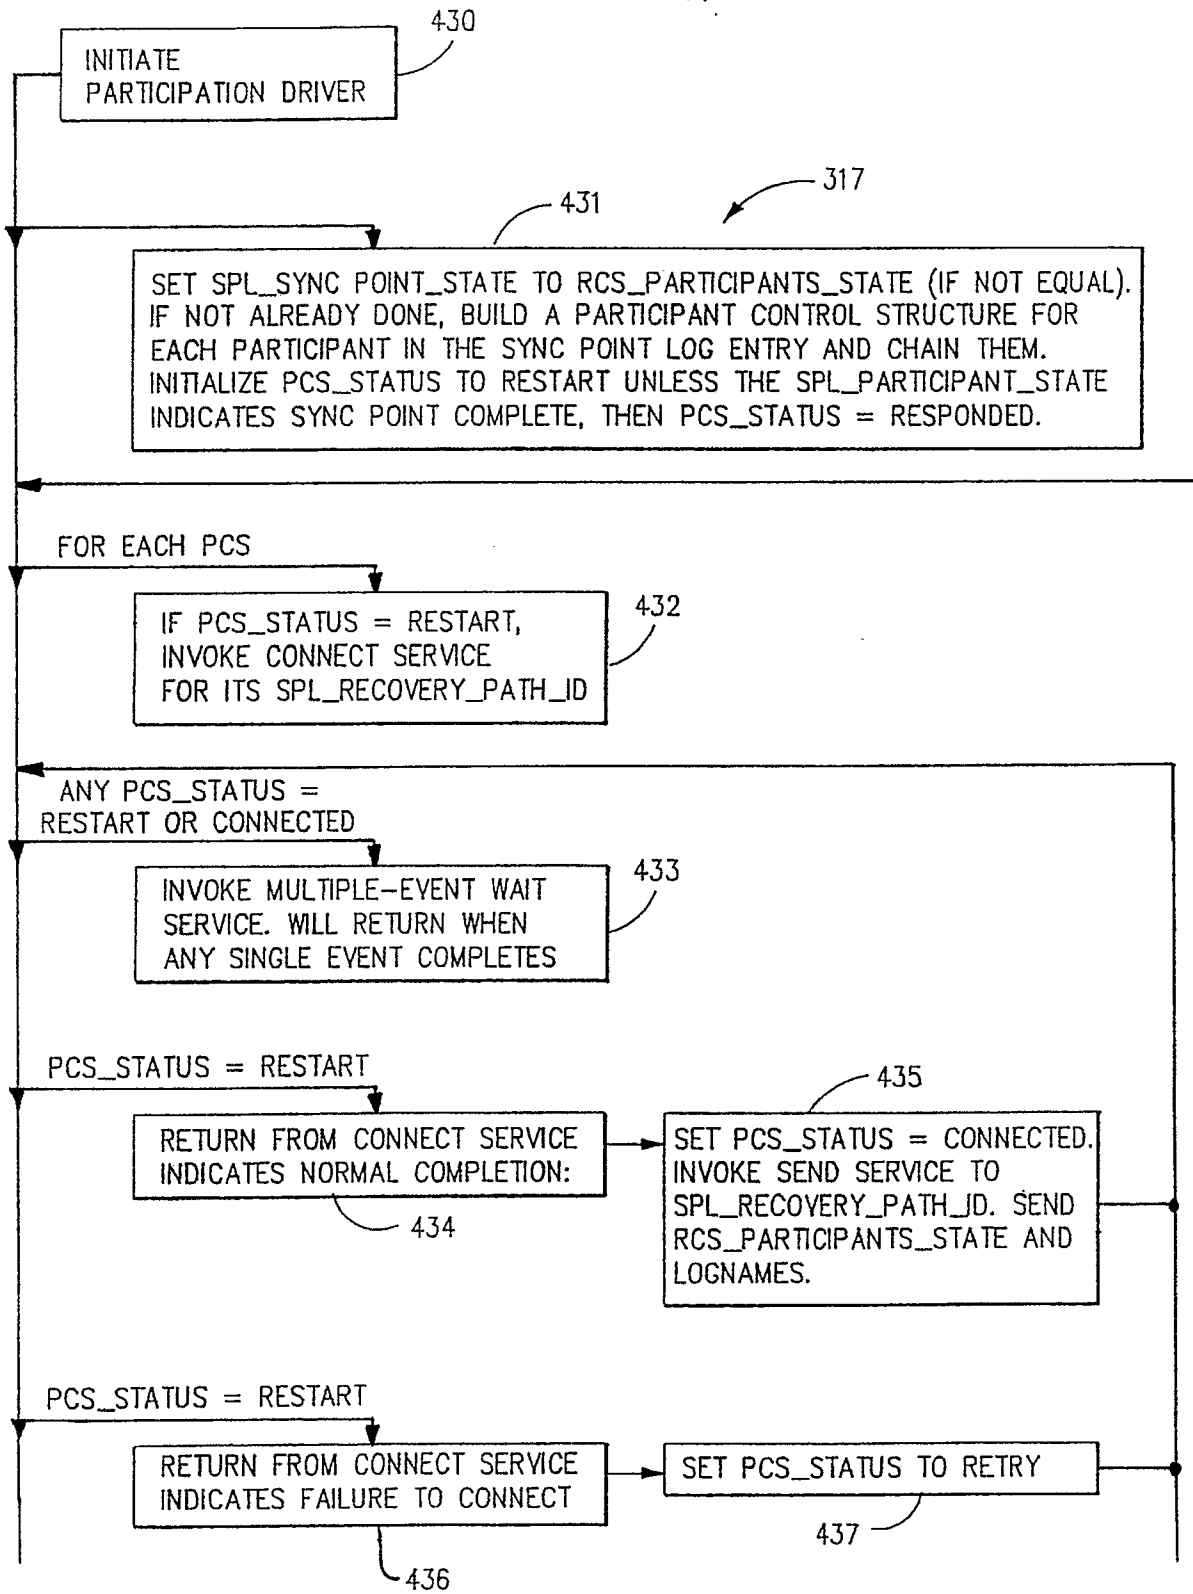 430
INITIATE
PARTICIPATION DRIVER
317
431
SET SPL_SYNC POINT_STATE TO RCS_PARTICIPANTS_STATE (IF NOT EQUAL).
IF NOT ALREADY DONE, BUILD A PARTICIPANT CONTROL STRUCTURE FOR
EACH PARTICIPANT IN THE SYNC POINT LOG ENTRY AND CHAIN THEM.
INITIALIZE PCS_STATUS TO RESTART UNLESS THE SPL_PARTICIPANT_STATE
INDICATES SYNC POINT COMPLETE, THEN PCS_STATUS = RESPONDED.
FOR EACH PCS
432
IF PCS_STATUS = RESTART,
INVOKE CONNECT SERVICE
FOR ITS SPL_RECOVERY_PATH_ID
ANY PCS_STATUS =
RESTART OR CONNECTED
433
INVOKE MULTIPLE-EVENT WAIT
SERVICE. WILL RETURN WHEN
ANY SINGLE EVENT COMPLETES
PCS_STATUS = RESTART
RETURN FROM CONNECT SERVICE
INDICATES NORMAL COMPLETION:
434
435
SET PCS_STATUS = CONNECTED.
INVOKE SEND SERVICE TO
SPL_RECOVERY_PATH_ID. SEND
RCS_PARTICIPANTS_STATE AND
LOGNAMES.
PCS_STATUS = RESTART
RETURN FROM CONNECT SERVICE
INDICATES FAILURE TO CONNECT
436
SET PCS_STATUS TO RETRY
437